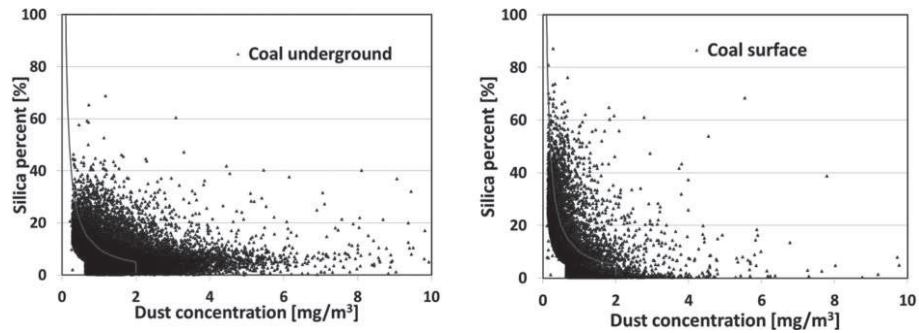 100
80
60
40
20
0
Silica percent [%]
▲ Coal underground
0 2 4 6 8 10
Dust concentration [mg/m³]
100
80
60
40
20
0
Silica percent [%]
▲ Coal surface
0 2 4 6 8 10
Dust concentration [mg/m³]